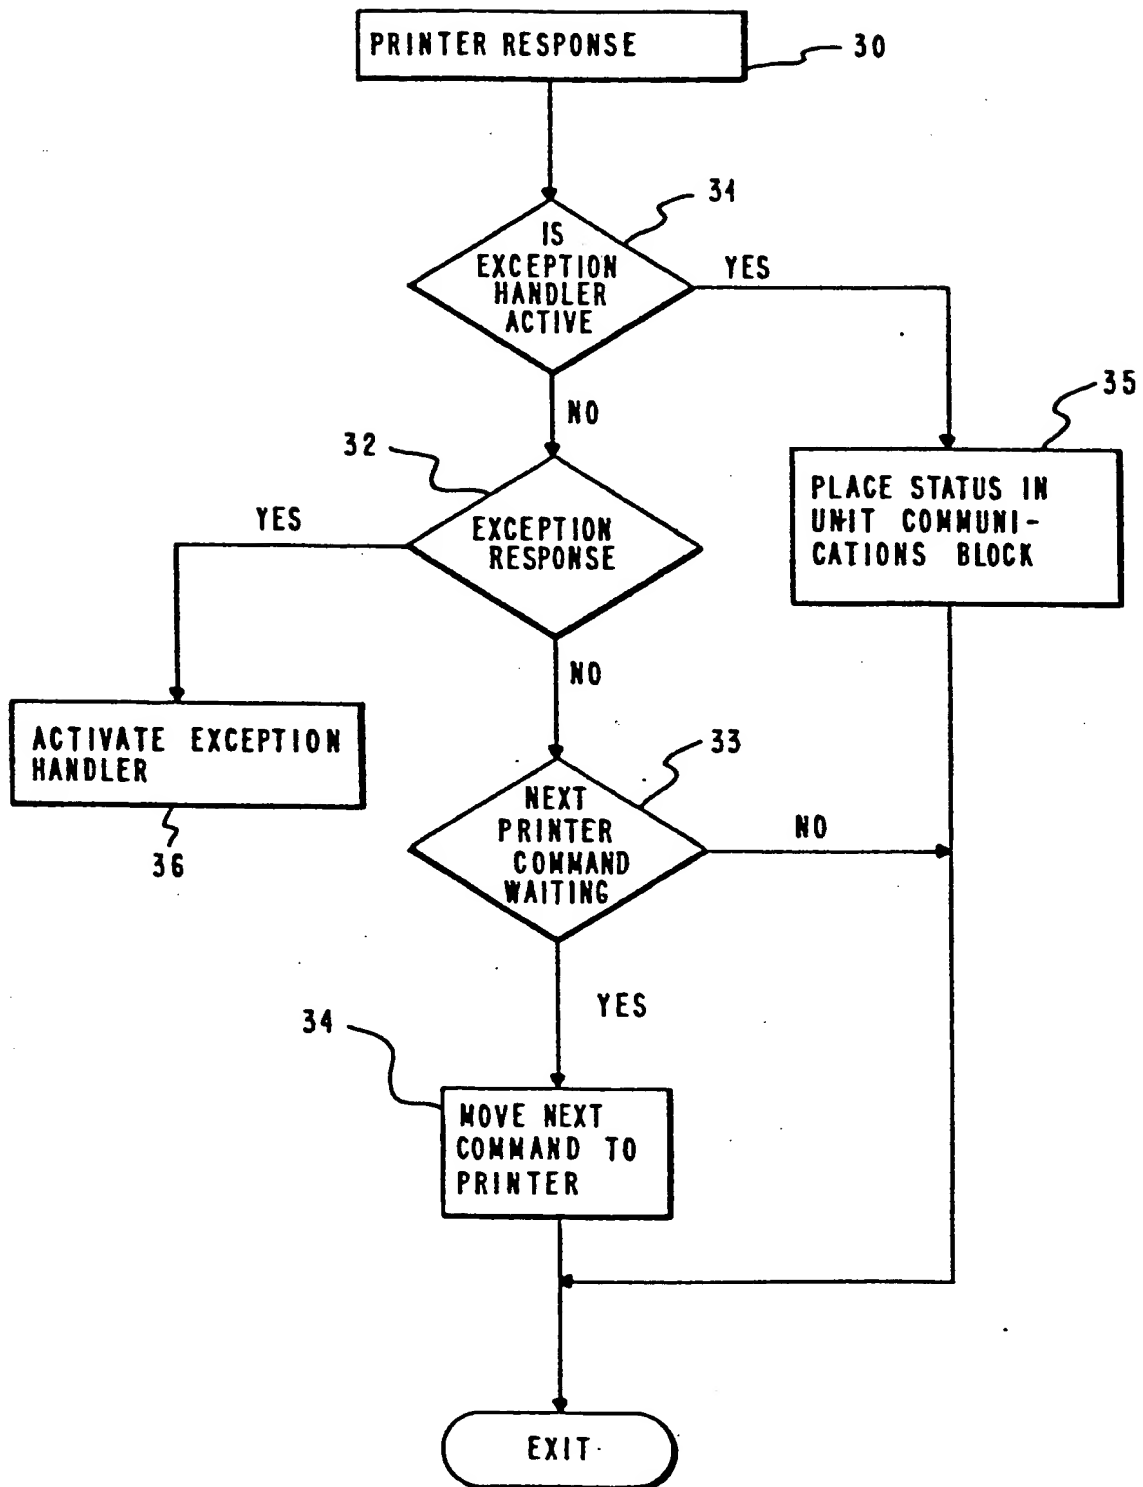 PRINTER RESPONSE
30
31
IS
EXCEPTION
HANDLER
ACTIVE
YES
NO
35
PLACE STATUS IN
UNIT COMMUNI-
CATIONS BLOCK
32
EXCEPTION
RESPONSE
YES
NO
ACTIVATE EXCEPTION
HANDLER
36
33
NEXT
PRINTER
COMMAND
WAITING
NO
YES
34
MOVE NEXT
COMMAND TO
PRINTER
EXIT